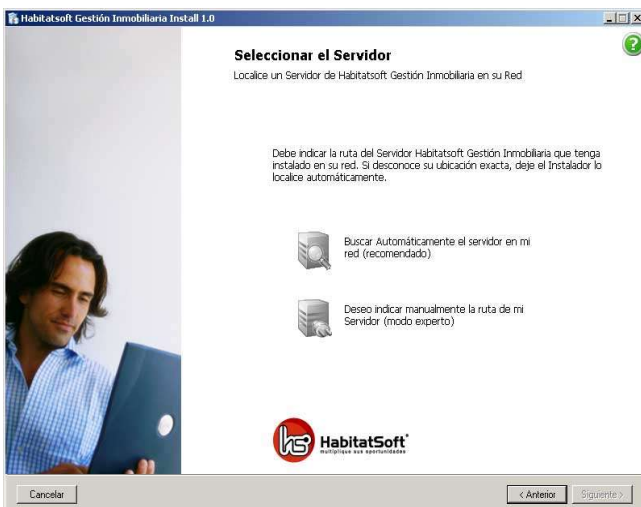 Habitatsoft Gestión Inmobiliaria Install 1.0
Seleccionar el Servidor
Localice un Servidor de Habitatsoft Gestión Inmobiliaria en su Red
Debe indicar la ruta del Servidor Habitatsoft Gestión Inmobiliaria que tenga
instalado en su red. Si desconoce su ubicación exacta, deje el Instalador lo
localice automáticamente.
Buscar Automáticamente el servidor en mi
red (recomendado)
Deseo indicar manualmente la ruta de mi
Servidor (modo experto)
hs HabitatSoft
multiplique sus oportunidades
Cancelar
< Anterior
Siguiente >